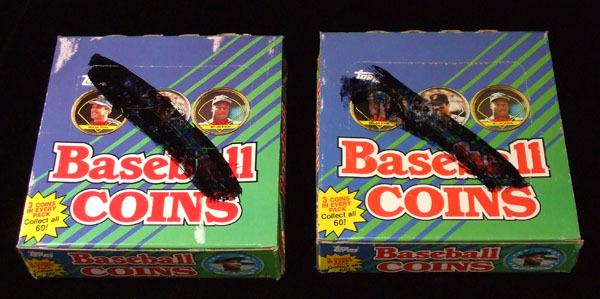 Topps
Baseball
COINS
3 COINS
IN EVERY
PACK
Collect all
60!
TOPPS
Baseball
COINS
Topps
Baseball
COINS
3 COINS
IN EVERY
PACK
Collect all
60!
TOPPS
Baseball
COINS